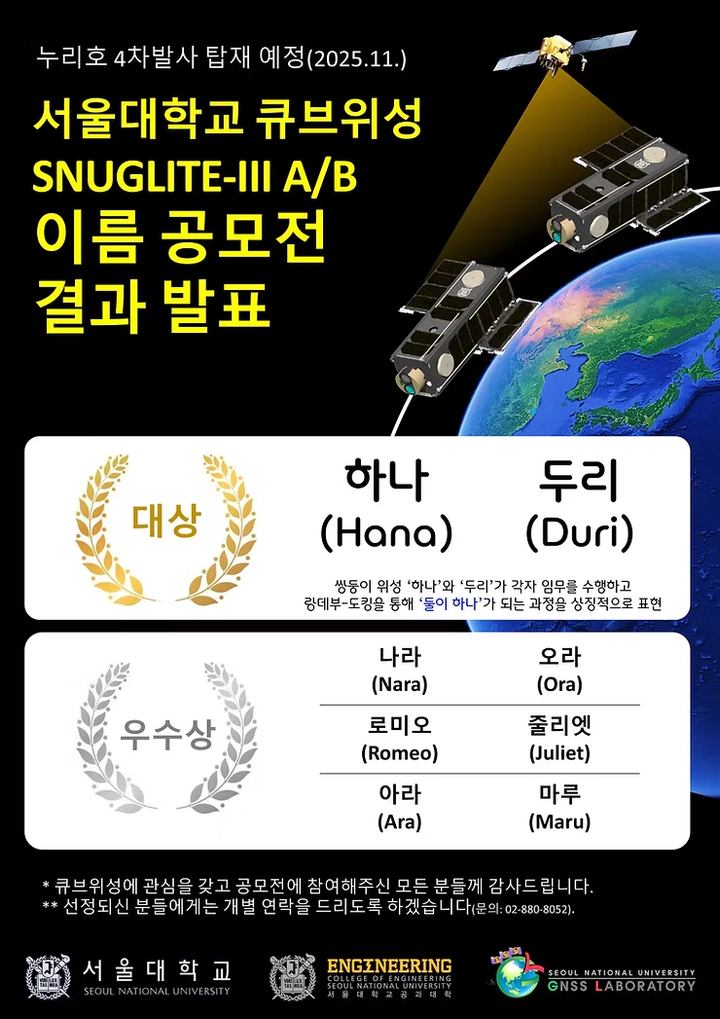 누리호 4차발사 탑재 예정(2025.11.)
서울대학교 큐브위성
SNUGLITE-III A/B
이름 공모전
결과 발표
대상
하나 두리
(Hana) (Duri)
쌍둥이 위성 ‘하나’와 ‘두리’가 각자 임무를 수행하고
랑데부-도킹을 통해 ‘둘이 하나’가 되는 과정을 상징적으로 표현
우수상
나라 오라
(Nara) (Ora)
로미오 줄리엣
(Romeo) (Juliet)
아라 마루
(Ara) (Maru)
* 큐브위성에 관심을 갖고 공모전에 참여해주신 모든 분들께 감사드립니다.
** 선정되신 분들에게는 개별 연락을 드리도록 하겠습니다(문의: 02-880-8052).
서울대학교
SEOUL NATIONAL UNIVERSITY
ENGINEERING
COLLEGE OF ENGINEERING
SEOUL NATIONAL UNIVERSITY
서울대학교공과대학
SEOUL NATIONAL UNIVERSITY
GNSS LABORATORY